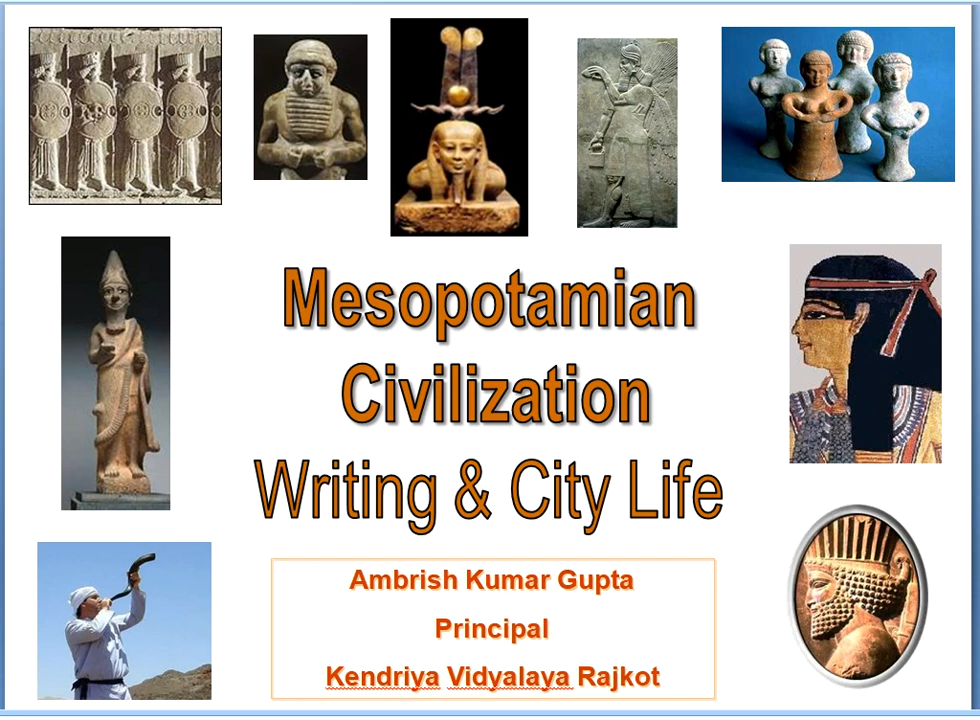 Mesopotamian
Civilization
Writing & City Life
Ambrish Kumar Gupta
Principal
Kendriya Vidyalaya Rajkot